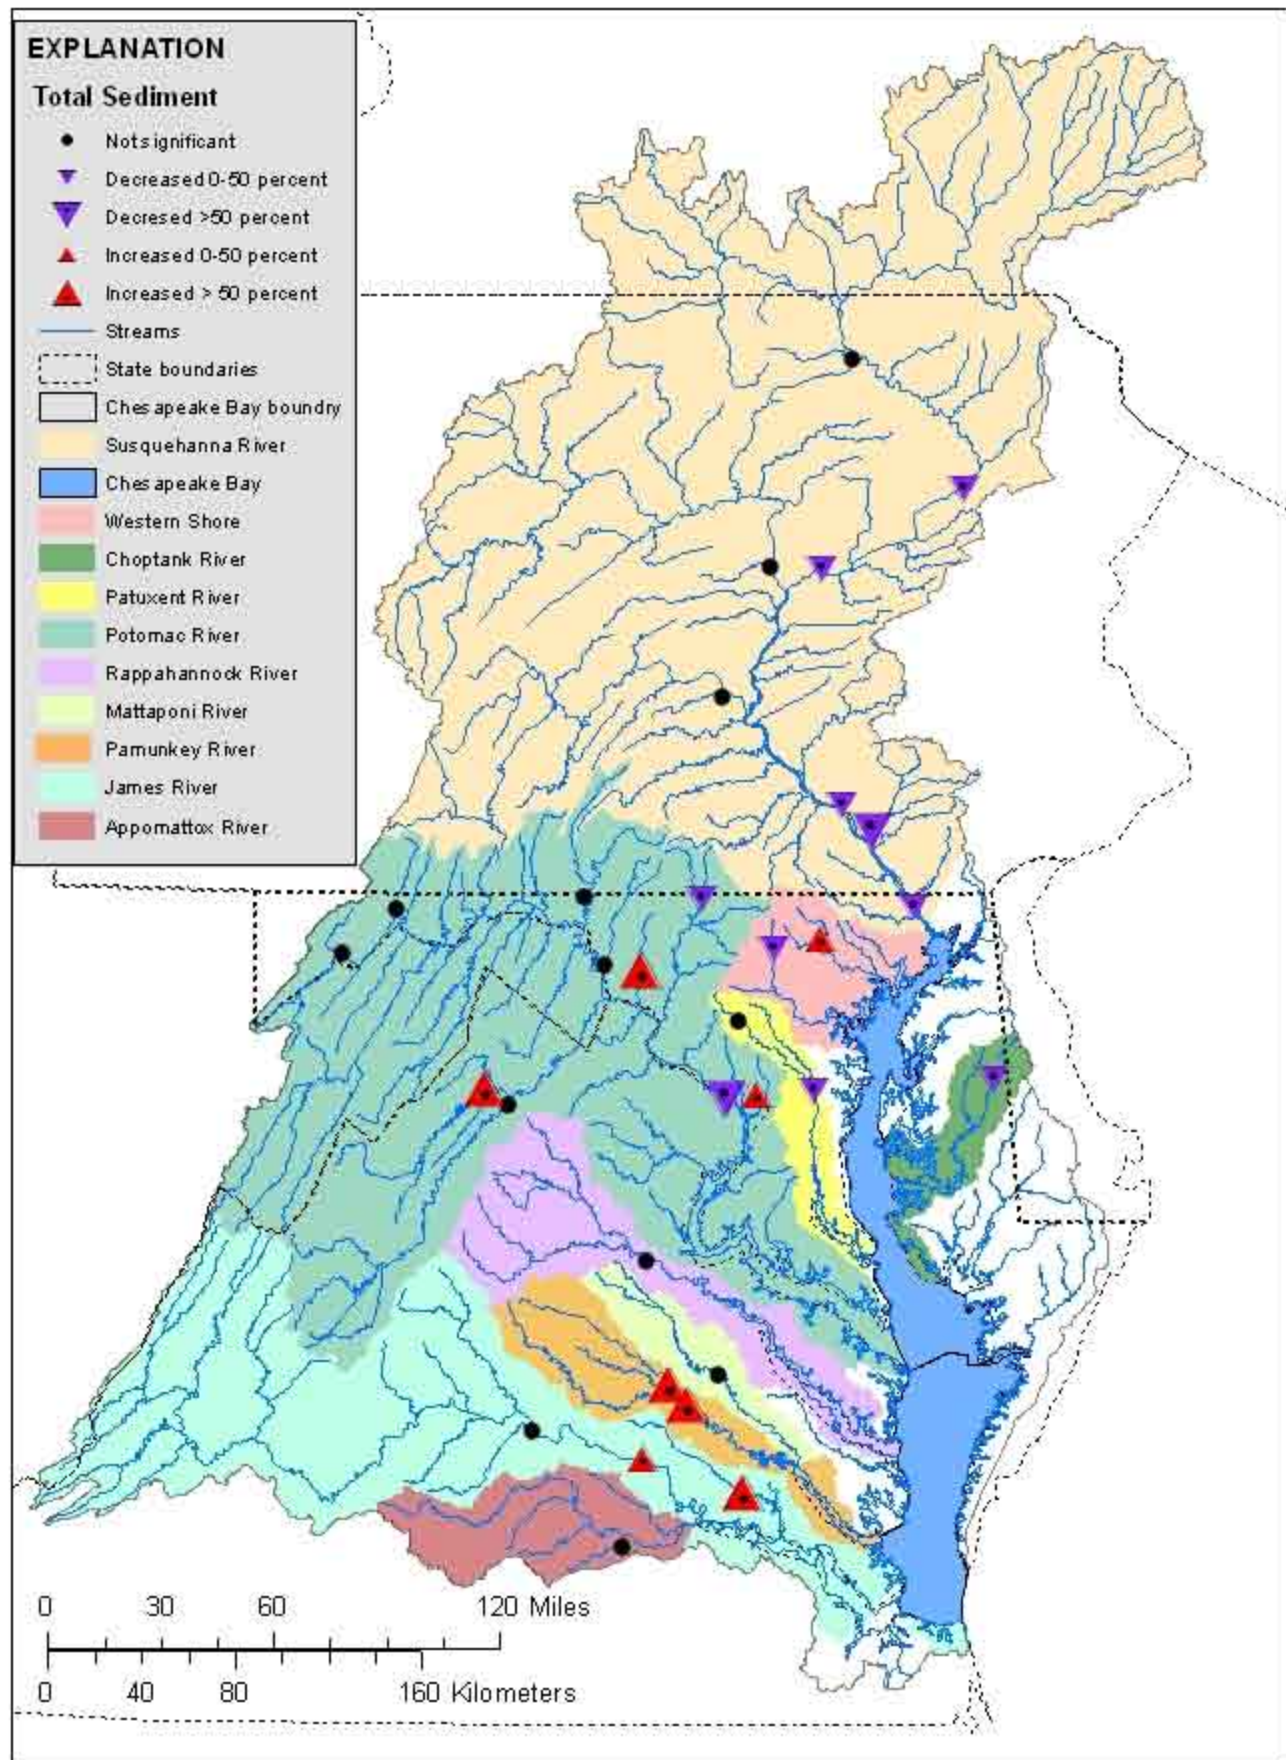 EXPLANATION
Total Sediment
Not significant
Decreased 0-50 percent
Decresed >50 percent
Increased 0-50 percent
Increased > 50 percent
Streams
State boundaries
Chesapeake Bay boundry
Susquehanna River
Chesapeake Bay
Western Shore
Choptank River
Patuxent River
Potomac River
Rappahannock River
Mattaponi River
Pamunkey River
James River
Appomattox River
0 30 60 120 Miles
0 40 80 160 Kilometers